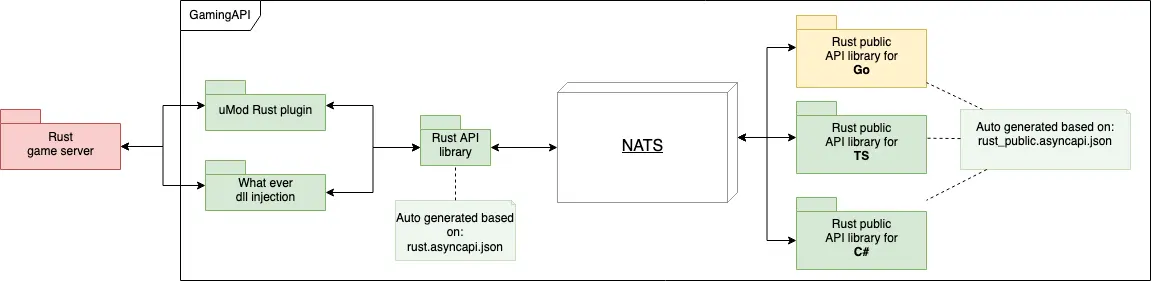 GamingAPI
Rust
game server
uMod Rust plugin
What ever
dll injection
Rust API
library
Auto generated based
on:
rust.asyncapi.json
NATS
Rust public
API library for
Go
Rust public
API library for
TS
Rust public
API library for
C#
Auto generated based on:
rust_public.asyncapi.json